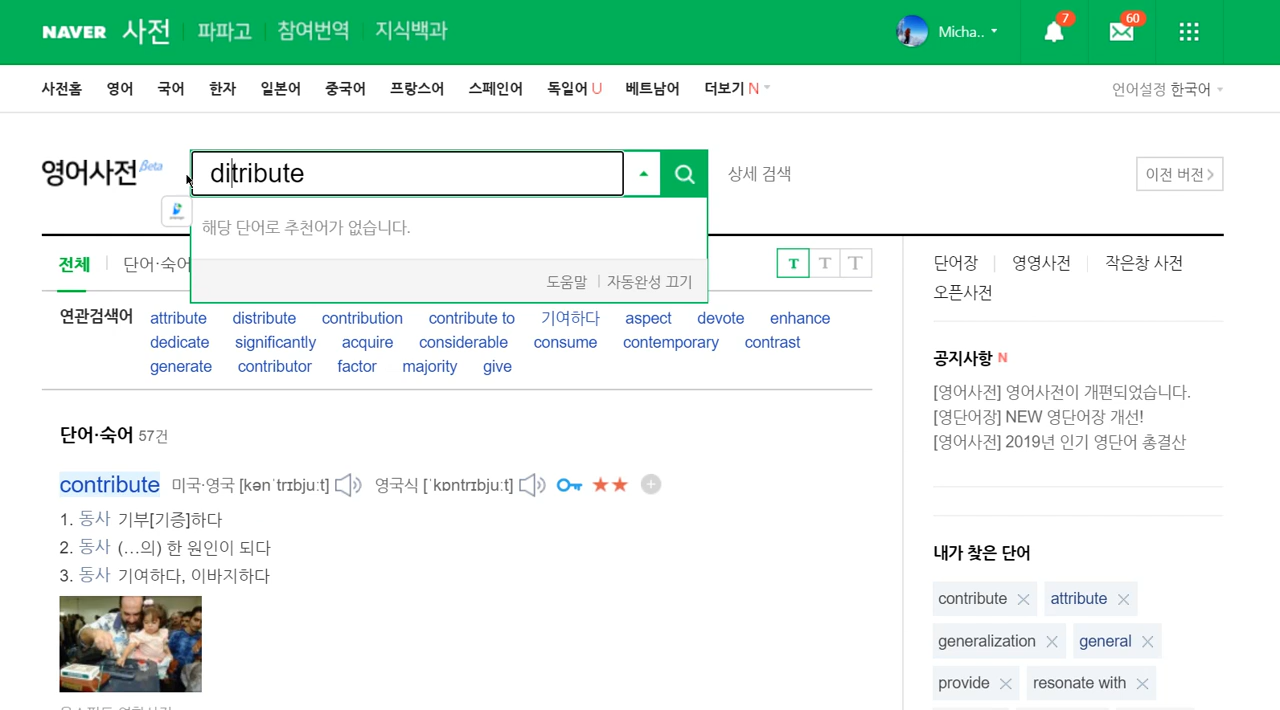 NAVER 사전 파파고 참여번역 지식백과 Micha.. 7 60
사전홈 영어 국어 한자 일본어 중국어 프랑스어 스페인어 독일어 U 베트남어 더보기 N 언어설정 한국어
영어사전 Beta ditribute 상세 검색 이전 버전
해당 단어로 추천어가 없습니다.
도움말 자동완성 끄기
전체 단어·숙어 T T T
연관검색어 attribute distribute contribution contribute to 기여하다 aspect devote enhance
dedicate significantly acquire considerable consume contemporary contrast
generate contributor factor majority give
단어·숙어 57건
contribute 미국·영국 [kənˈtrɪbjuːt] 영국식 [ˈkɒntrɪbjuːt]
1. 동사 기부[기증]하다
2. 동사 (…의) 한 원인이 되다
3. 동사 기여하다, 이바지하다
단어장 영영사전 작은창 사전
오픈사전
공지사항 N
[영어사전] 영어사전이 개편되었습니다.
[영단어장] NEW 영단어장 개선!
[영어사전] 2019년 인기 영단어 총결산
내가 찾은 단어
contribute attribute
generalization general
provide resonate with